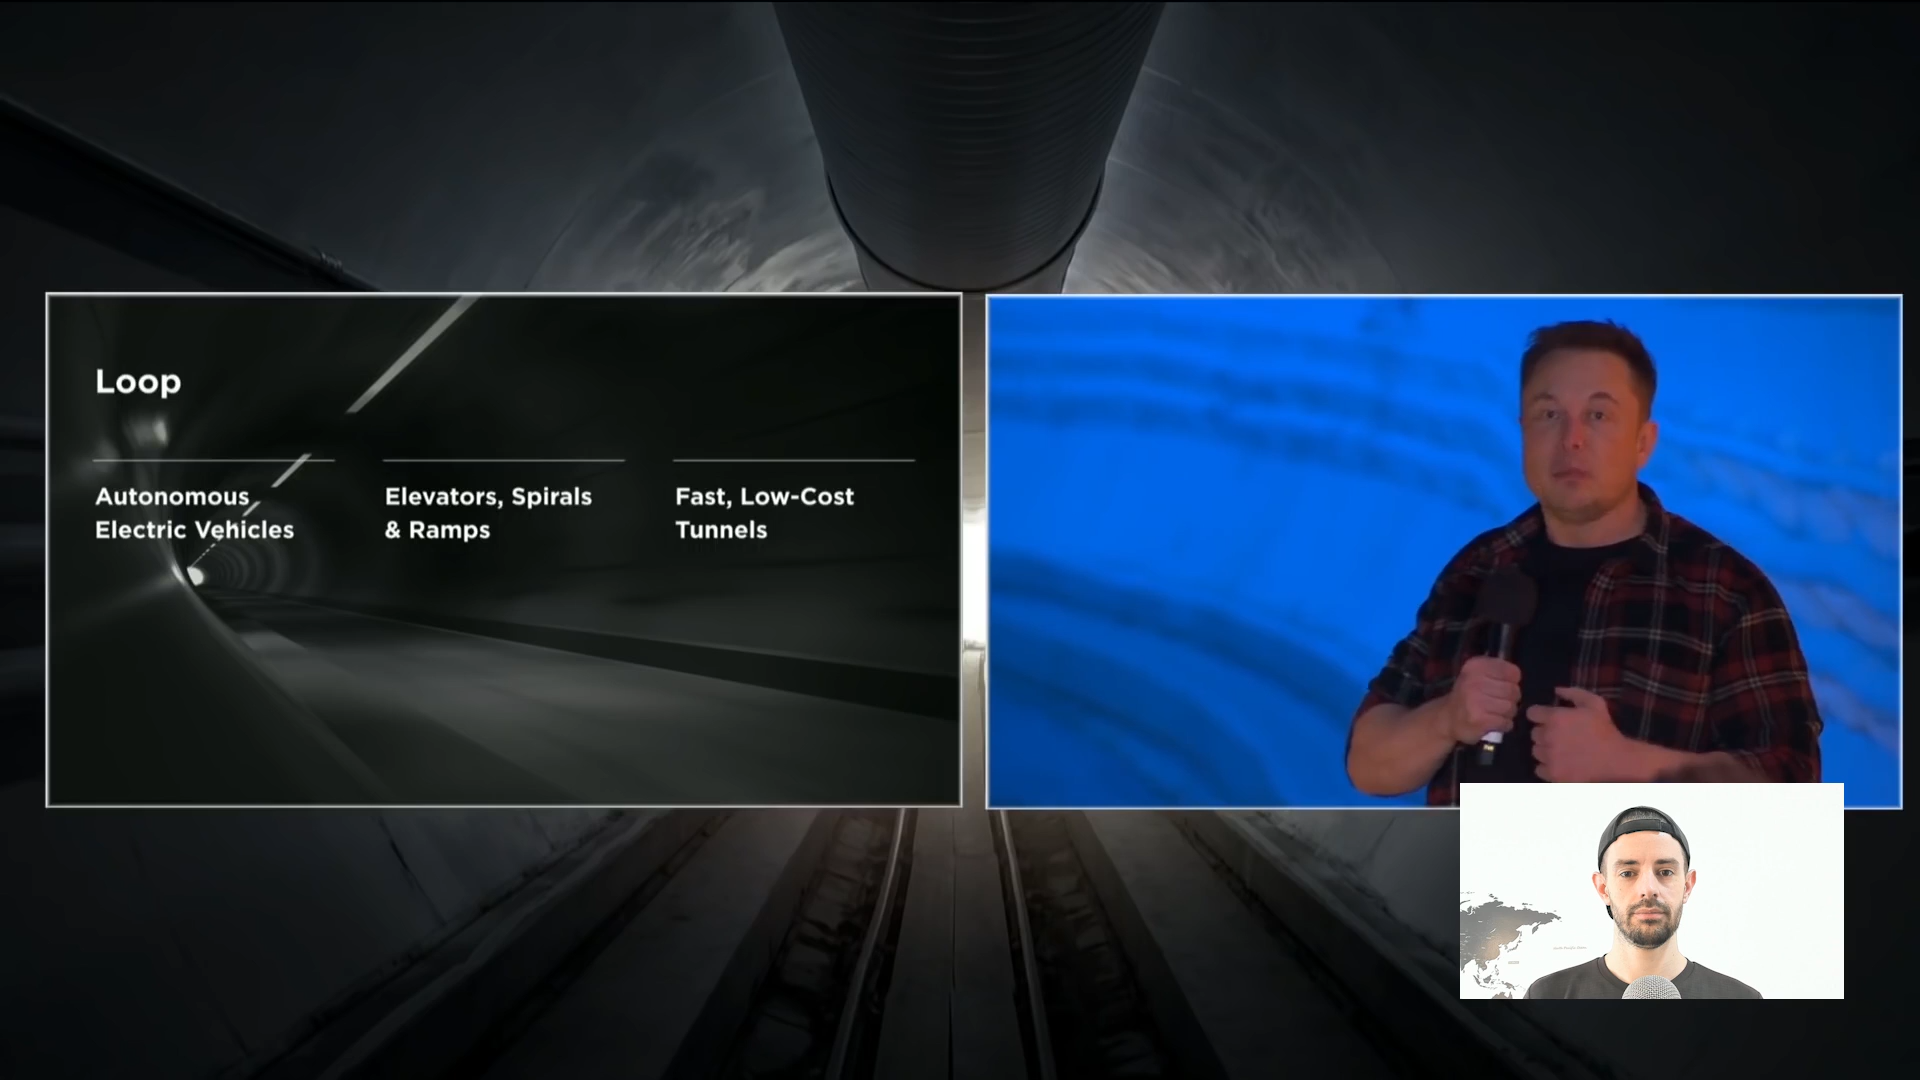 Loop
Autonomous
Electric Vehicles
Elevators, Spirals
& Ramps
Fast, Low-Cost
Tunnels